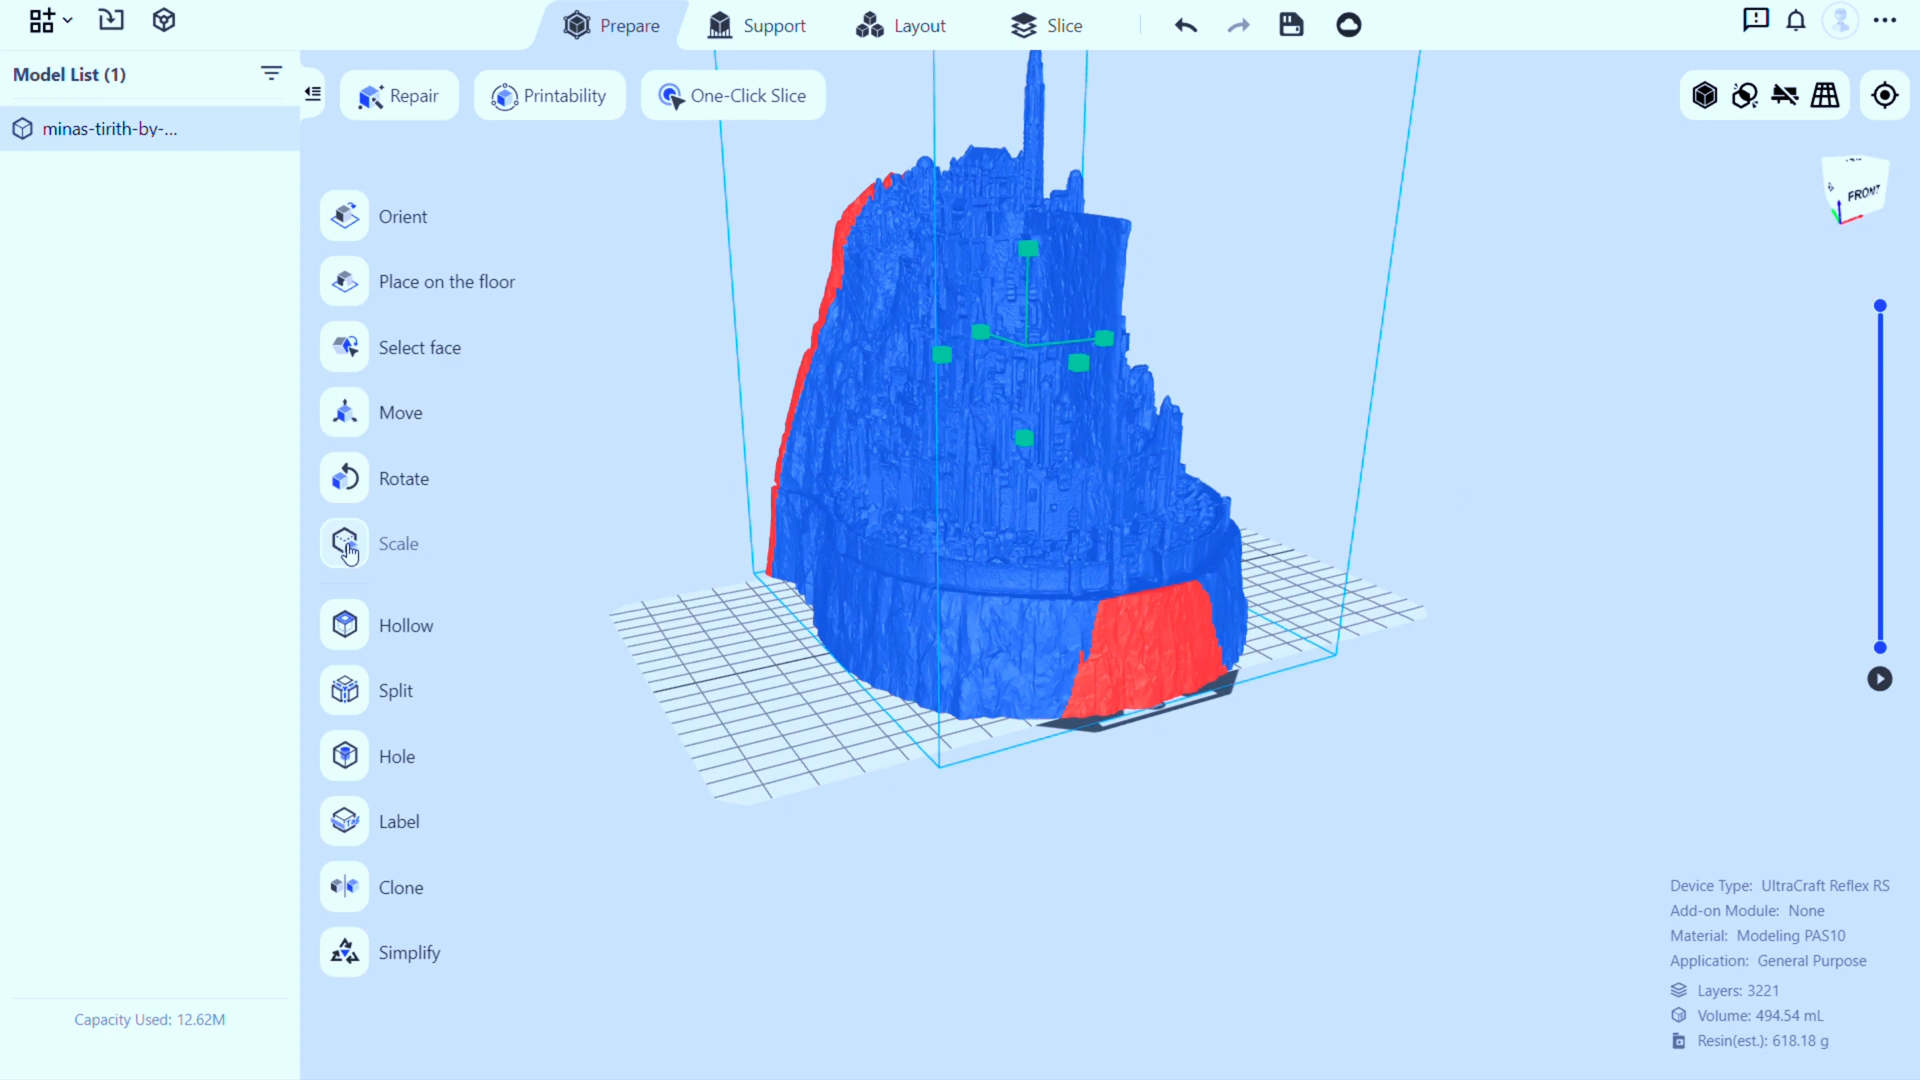 Prepare
Support
Layout
Slice
Model List (1)
minas-tirith-by-...
Repair
Printability
One-Click Slice
FRONT
Orient
Place on the floor
Select face
Move
Rotate
Scale
Hollow
Split
Hole
Label
Clone
Simplify
Device Type: UltraCraft Reflex RS
Add-on Module: None
Material: Modeling PAS10
Application: General Purpose
Layers: 3221
Volume: 494.54 mL
Resin(est.): 618.18 g
Capacity Used: 12.62M